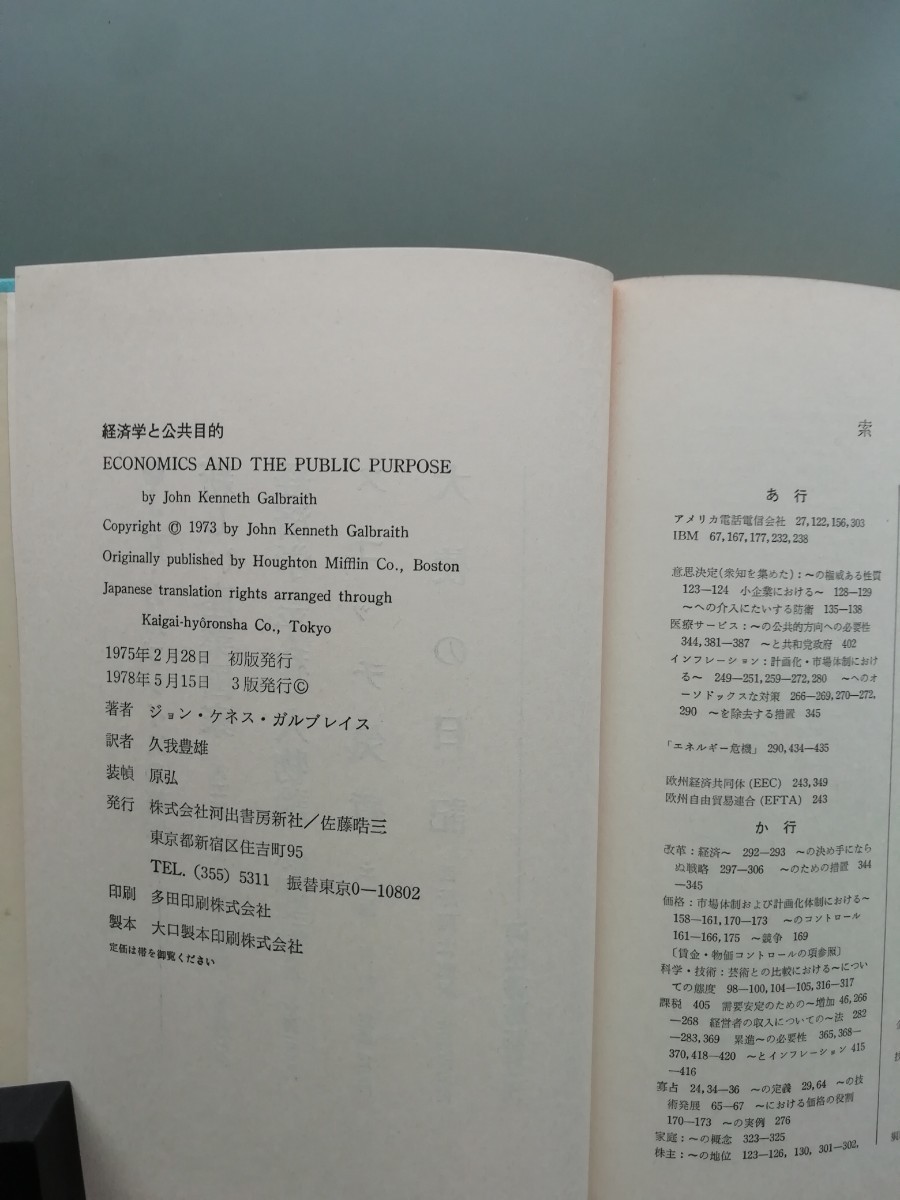 経済学と公共目的
ECONOMICS AND THE PUBLIC PURPOSE
by John Kenneth Galbraith
Copyright © 1973 by John Kenneth Galbraith
Originally published by Houghton Mifflin Co., Boston
Japanese translation rights arranged through
Kaigai-hyôronsha Co., Tokyo
1975年2月28日 初版発行
1978年5月15日 3版発行©
著者 ジョン・ケネス・ガルブレイス
訳者 久我豊雄
装幀 原弘
発行 株式会社河出書房新社／佐藤晧三
東京都新宿区住吉町95
TEL. (355) 5311 振替東京0―10802
印刷 多田印刷株式会社
製本 大口製本印刷株式会社
定価は帯を御覧ください
索
あ 行
アメリカ電話電信会社 27,122,156,303
IBM 67,167,177,232,238
意思決定(衆知を集めた)：～の権威ある性質
123―124 小企業における～ 128―129
～への介入にたいする防衛 135―138
医療サービス：～の公共的方向への必要性
344,381―387 ～と共和党政府 402
インフレーション：計画化・市場体制におけ
る～ 249―251,259―272,280 ～へのオ
ーソドックスな対策 266―269,270―272,
290 ～を除去する措置 345
「エネルギー危機」 290,434―435
欧州経済共同体(EEC) 243,349
欧州自由貿易連合(EFTA) 243
か 行
改革：経済～ 292―293 ～の決め手になら
ぬ戦略 297―306 ～のための措置 344
―345
価格：市場体制および計画化体制における～
158―161,170―173 ～のコントロール
161―166,175 ～競争 169
〔賃金・物価コントロールの項参照〕
科学・技術：芸術との比較における～につい
ての態度 98―100,104―105,316―317
課税 405 需要安定のための～増加 46,266
―268 経営者の収入についての～法 282
―283,369 累進～の必要性 365,368―
370,418―420 ～とインフレーション 415
―416
寡占 24,34―36 ～の定義 29,64 ～の技
術発展 65―67 ～における価格の役割
170―173 ～の実例 276
家庭：～の概念 323―325
株主：～の地位 123―126, 130, 301―302,